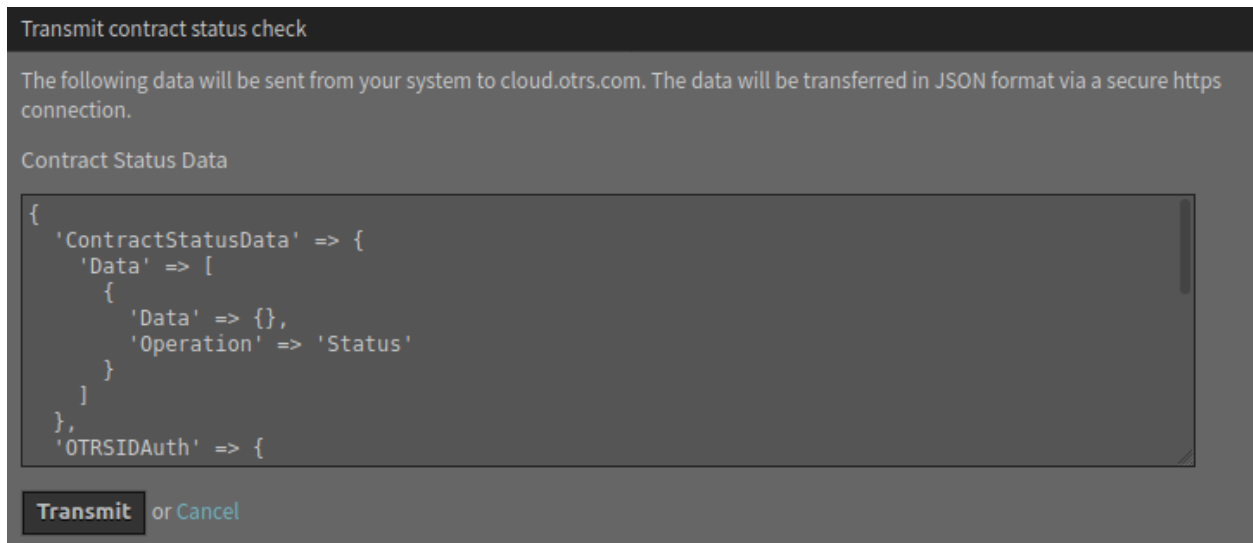 Transmit contract status check
The following data will be sent from your system to cloud.otrs.com. The data will be transferred in JSON format via a secure https
connection.
Contract Status Data
{
  'ContractStatusData' => {
    'Data' => [
      {
        'Data' => {},
        'Operation' => 'Status'
      }
    ]
  },
  'OTRSIDAuth' => {
Transmit or Cancel